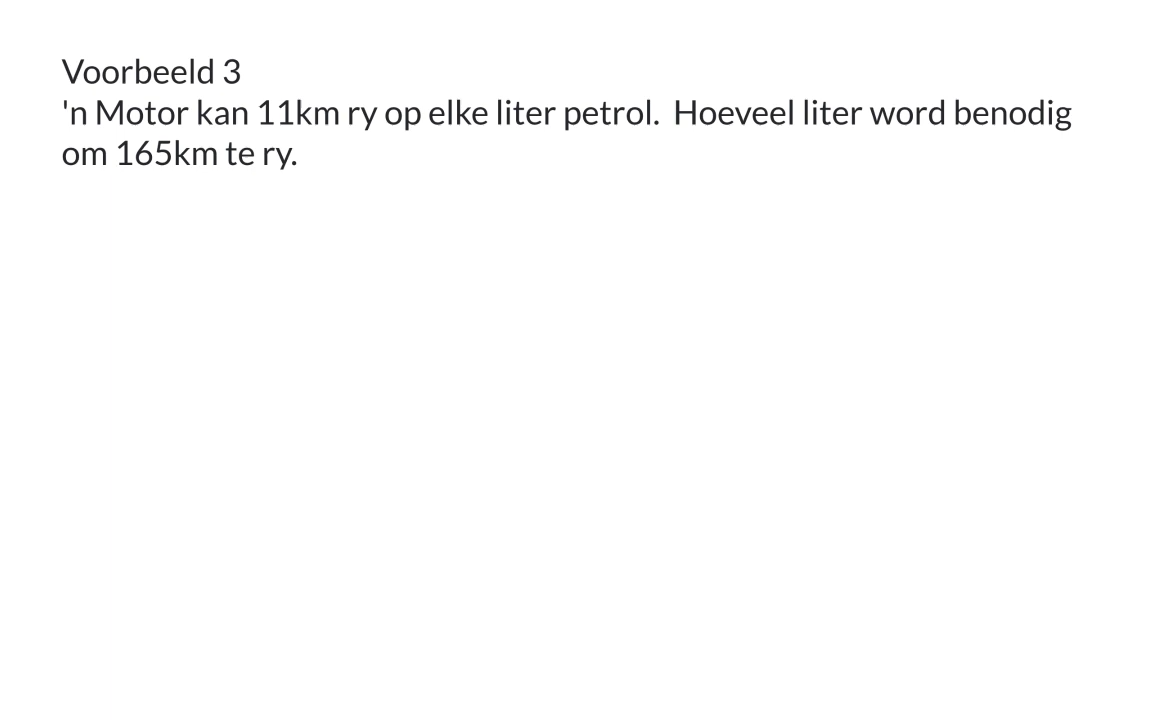 Voorbeeld 3
'n Motor kan 11km ry op elke liter petrol.  Hoeveel liter word benodig
om 165km te ry.